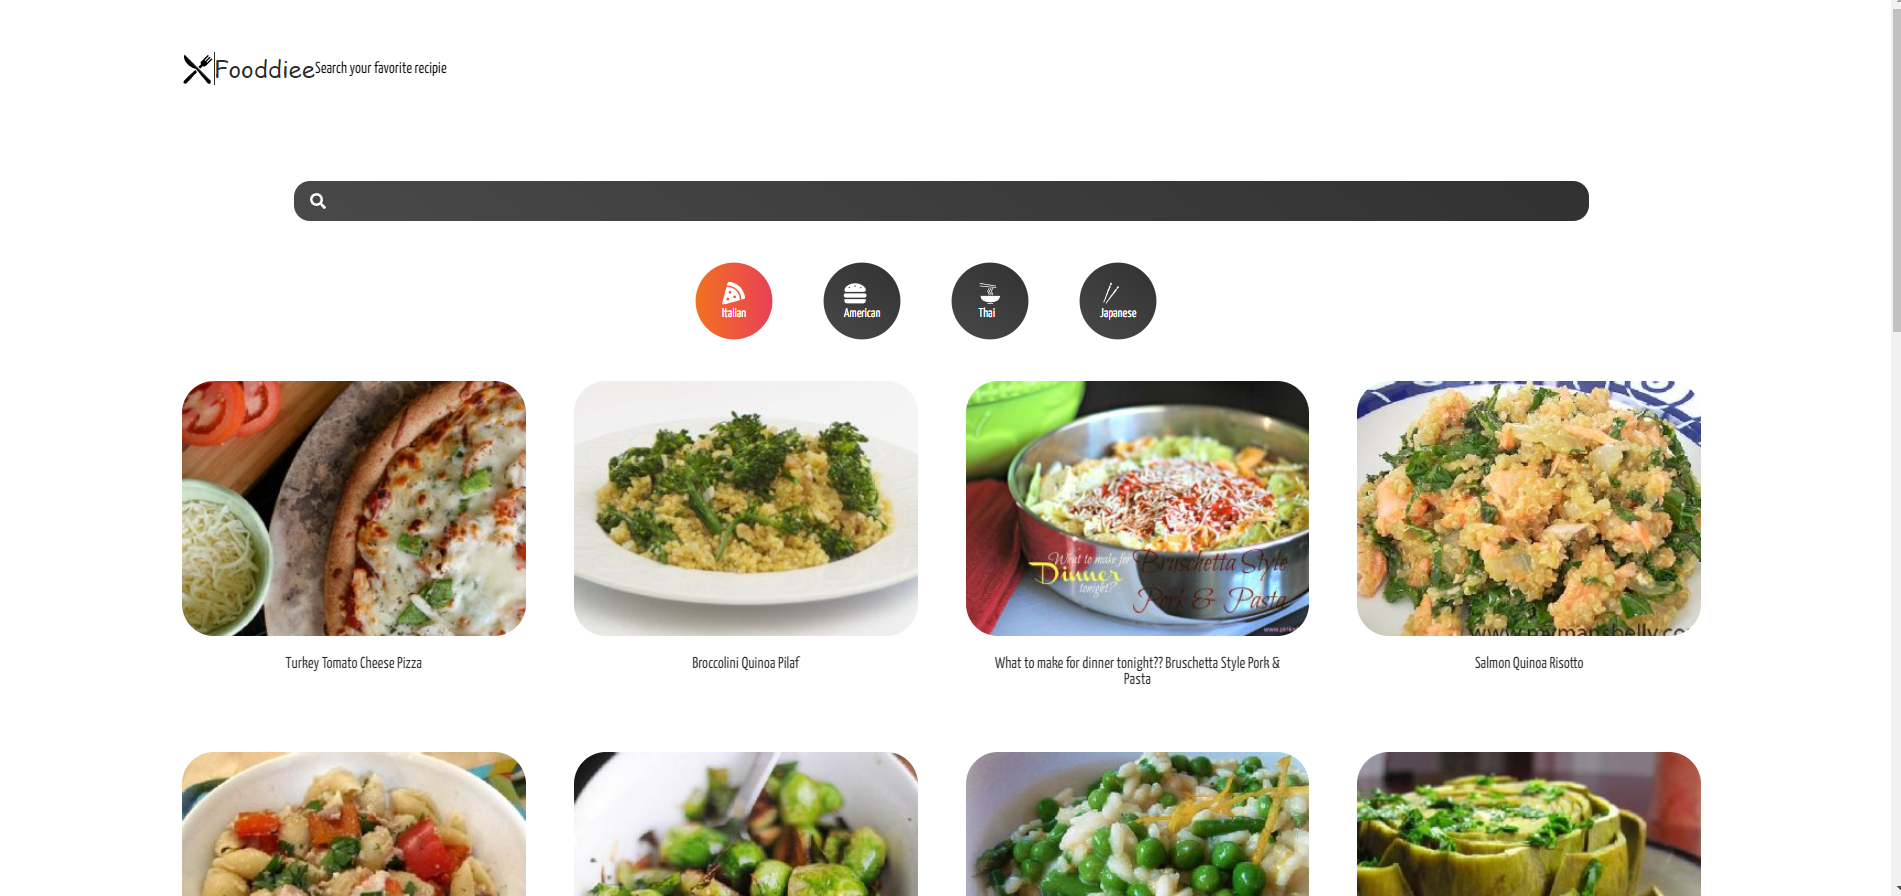 Fooddiee Search your favorite recipie
Italian
American
Thai
Japanese
What to make for
Dinner
tonight?
Bruschetta Style
Pork & Pasta
www.mymansbelly.co
Turkey Tomato Cheese Pizza
Broccolini Quinoa Pilaf
What to make for dinner tonight?? Bruschetta Style Pork &
Pasta
Salmon Quinoa Risotto